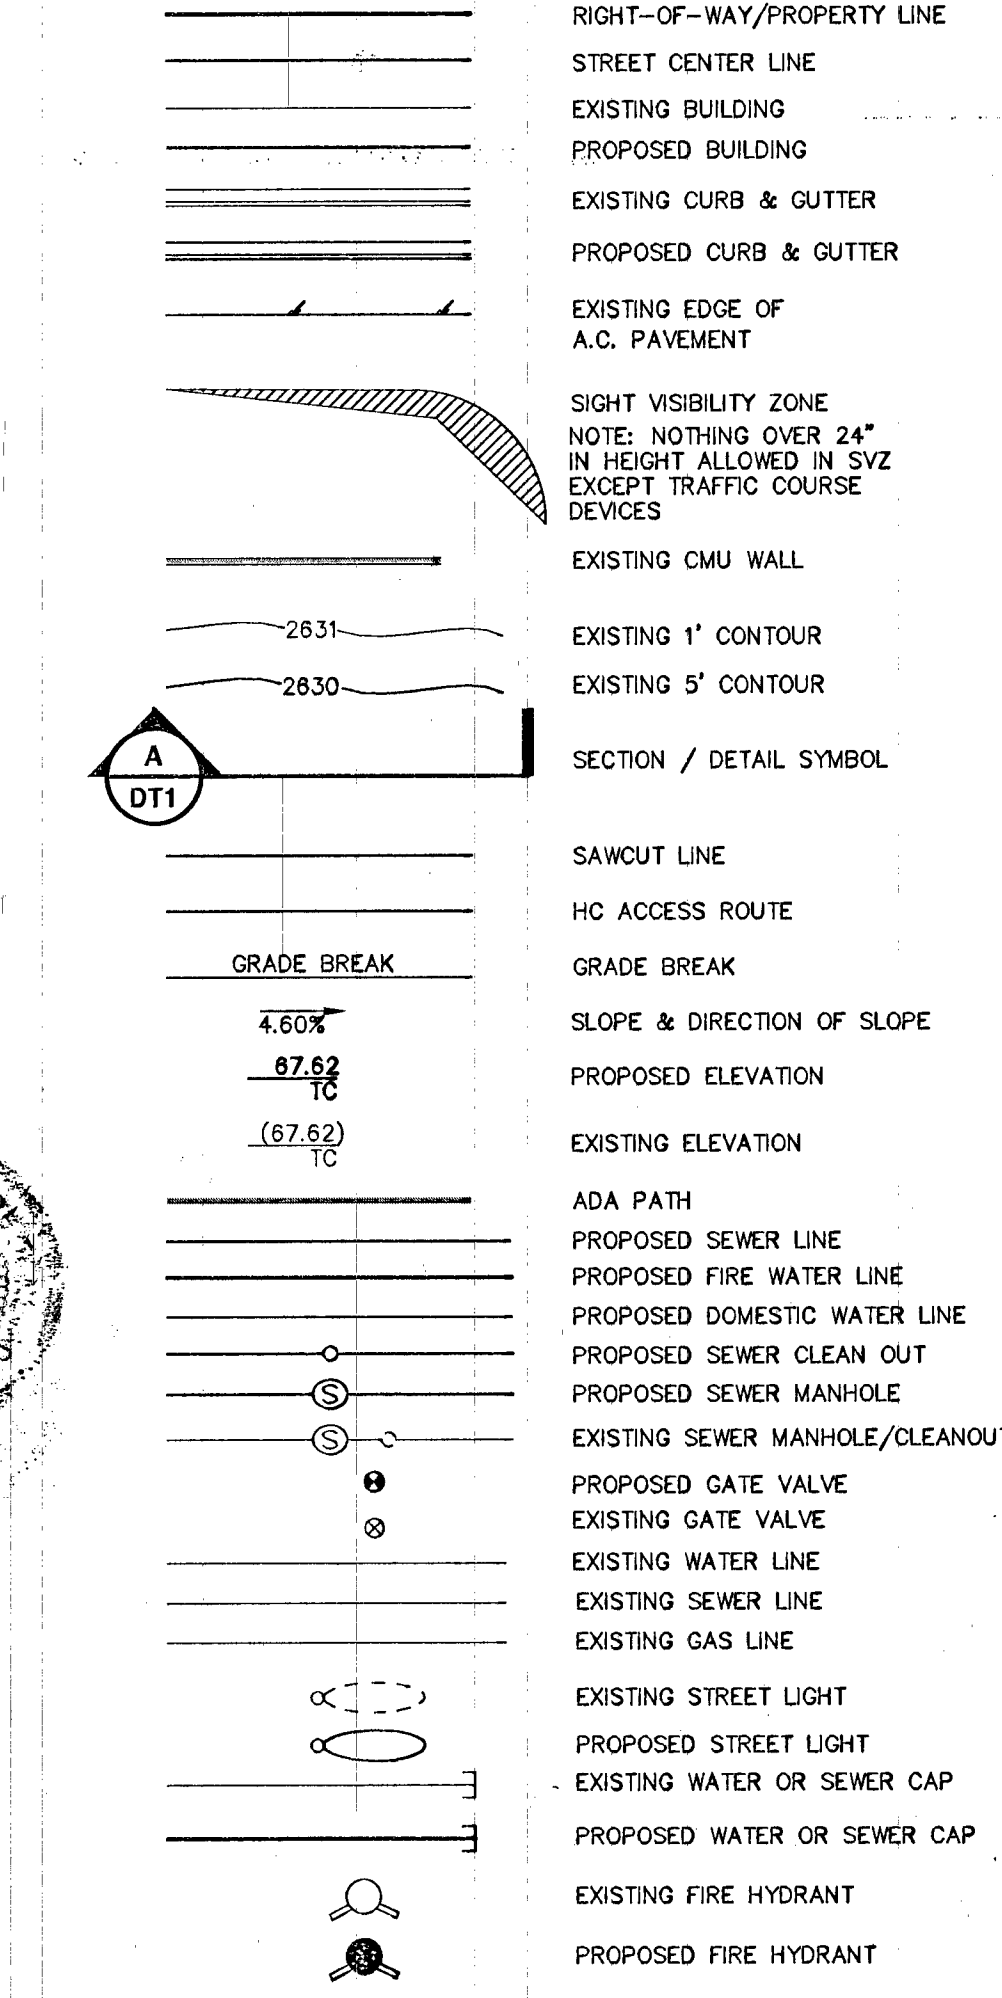 RIGHT-OF-WAY/PROPERTY LINE
STREET CENTER LINE
EXISTING BUILDING
PROPOSED BUILDING
EXISTING CURB & GUTTER
PROPOSED CURB & GUTTER
EXISTING EDGE OF
A.C. PAVEMENT
SIGHT VISIBILITY ZONE
NOTE: NOTHING OVER 24"
IN HEIGHT ALLOWED IN SVZ
EXCEPT TRAFFIC COURSE
DEVICES
EXISTING CMU WALL
2631 EXISTING 1' CONTOUR
2630 EXISTING 5' CONTOUR
A
DT1
SECTION / DETAIL SYMBOL
SAWCUT LINE
HC ACCESS ROUTE
GRADE BREAK GRADE BREAK
4.60% SLOPE & DIRECTION OF SLOPE
67.62
TC
PROPOSED ELEVATION
(67.62)
TC
EXISTING ELEVATION
ADA PATH
PROPOSED SEWER LINE
PROPOSED FIRE WATER LINE
PROPOSED DOMESTIC WATER LINE
PROPOSED SEWER CLEAN OUT
S PROPOSED SEWER MANHOLE
S EXISTING SEWER MANHOLE/CLEANOUT
PROPOSED GATE VALVE
EXISTING GATE VALVE
EXISTING WATER LINE
EXISTING SEWER LINE
EXISTING GAS LINE
EXISTING STREET LIGHT
PROPOSED STREET LIGHT
EXISTING WATER OR SEWER CAP
PROPOSED WATER OR SEWER CAP
EXISTING FIRE HYDRANT
PROPOSED FIRE HYDRANT